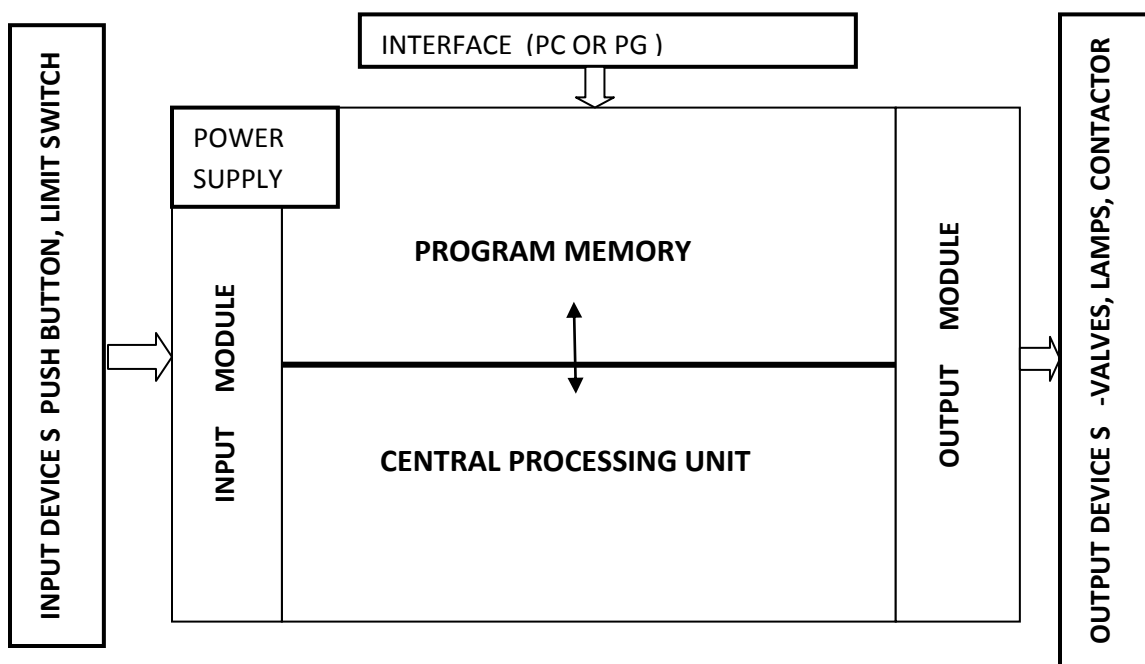 INTERFACE (PC OR PG )
INPUT DEVICE S PUSH BUTTON, LIMIT SWITCH
POWER
SUPPLY
INPUT MODULE
PROGRAM MEMORY
CENTRAL PROCESSING UNIT
OUTPUT MODULE
OUTPUT DEVICE S -VALVES, LAMPS, CONTACTOR